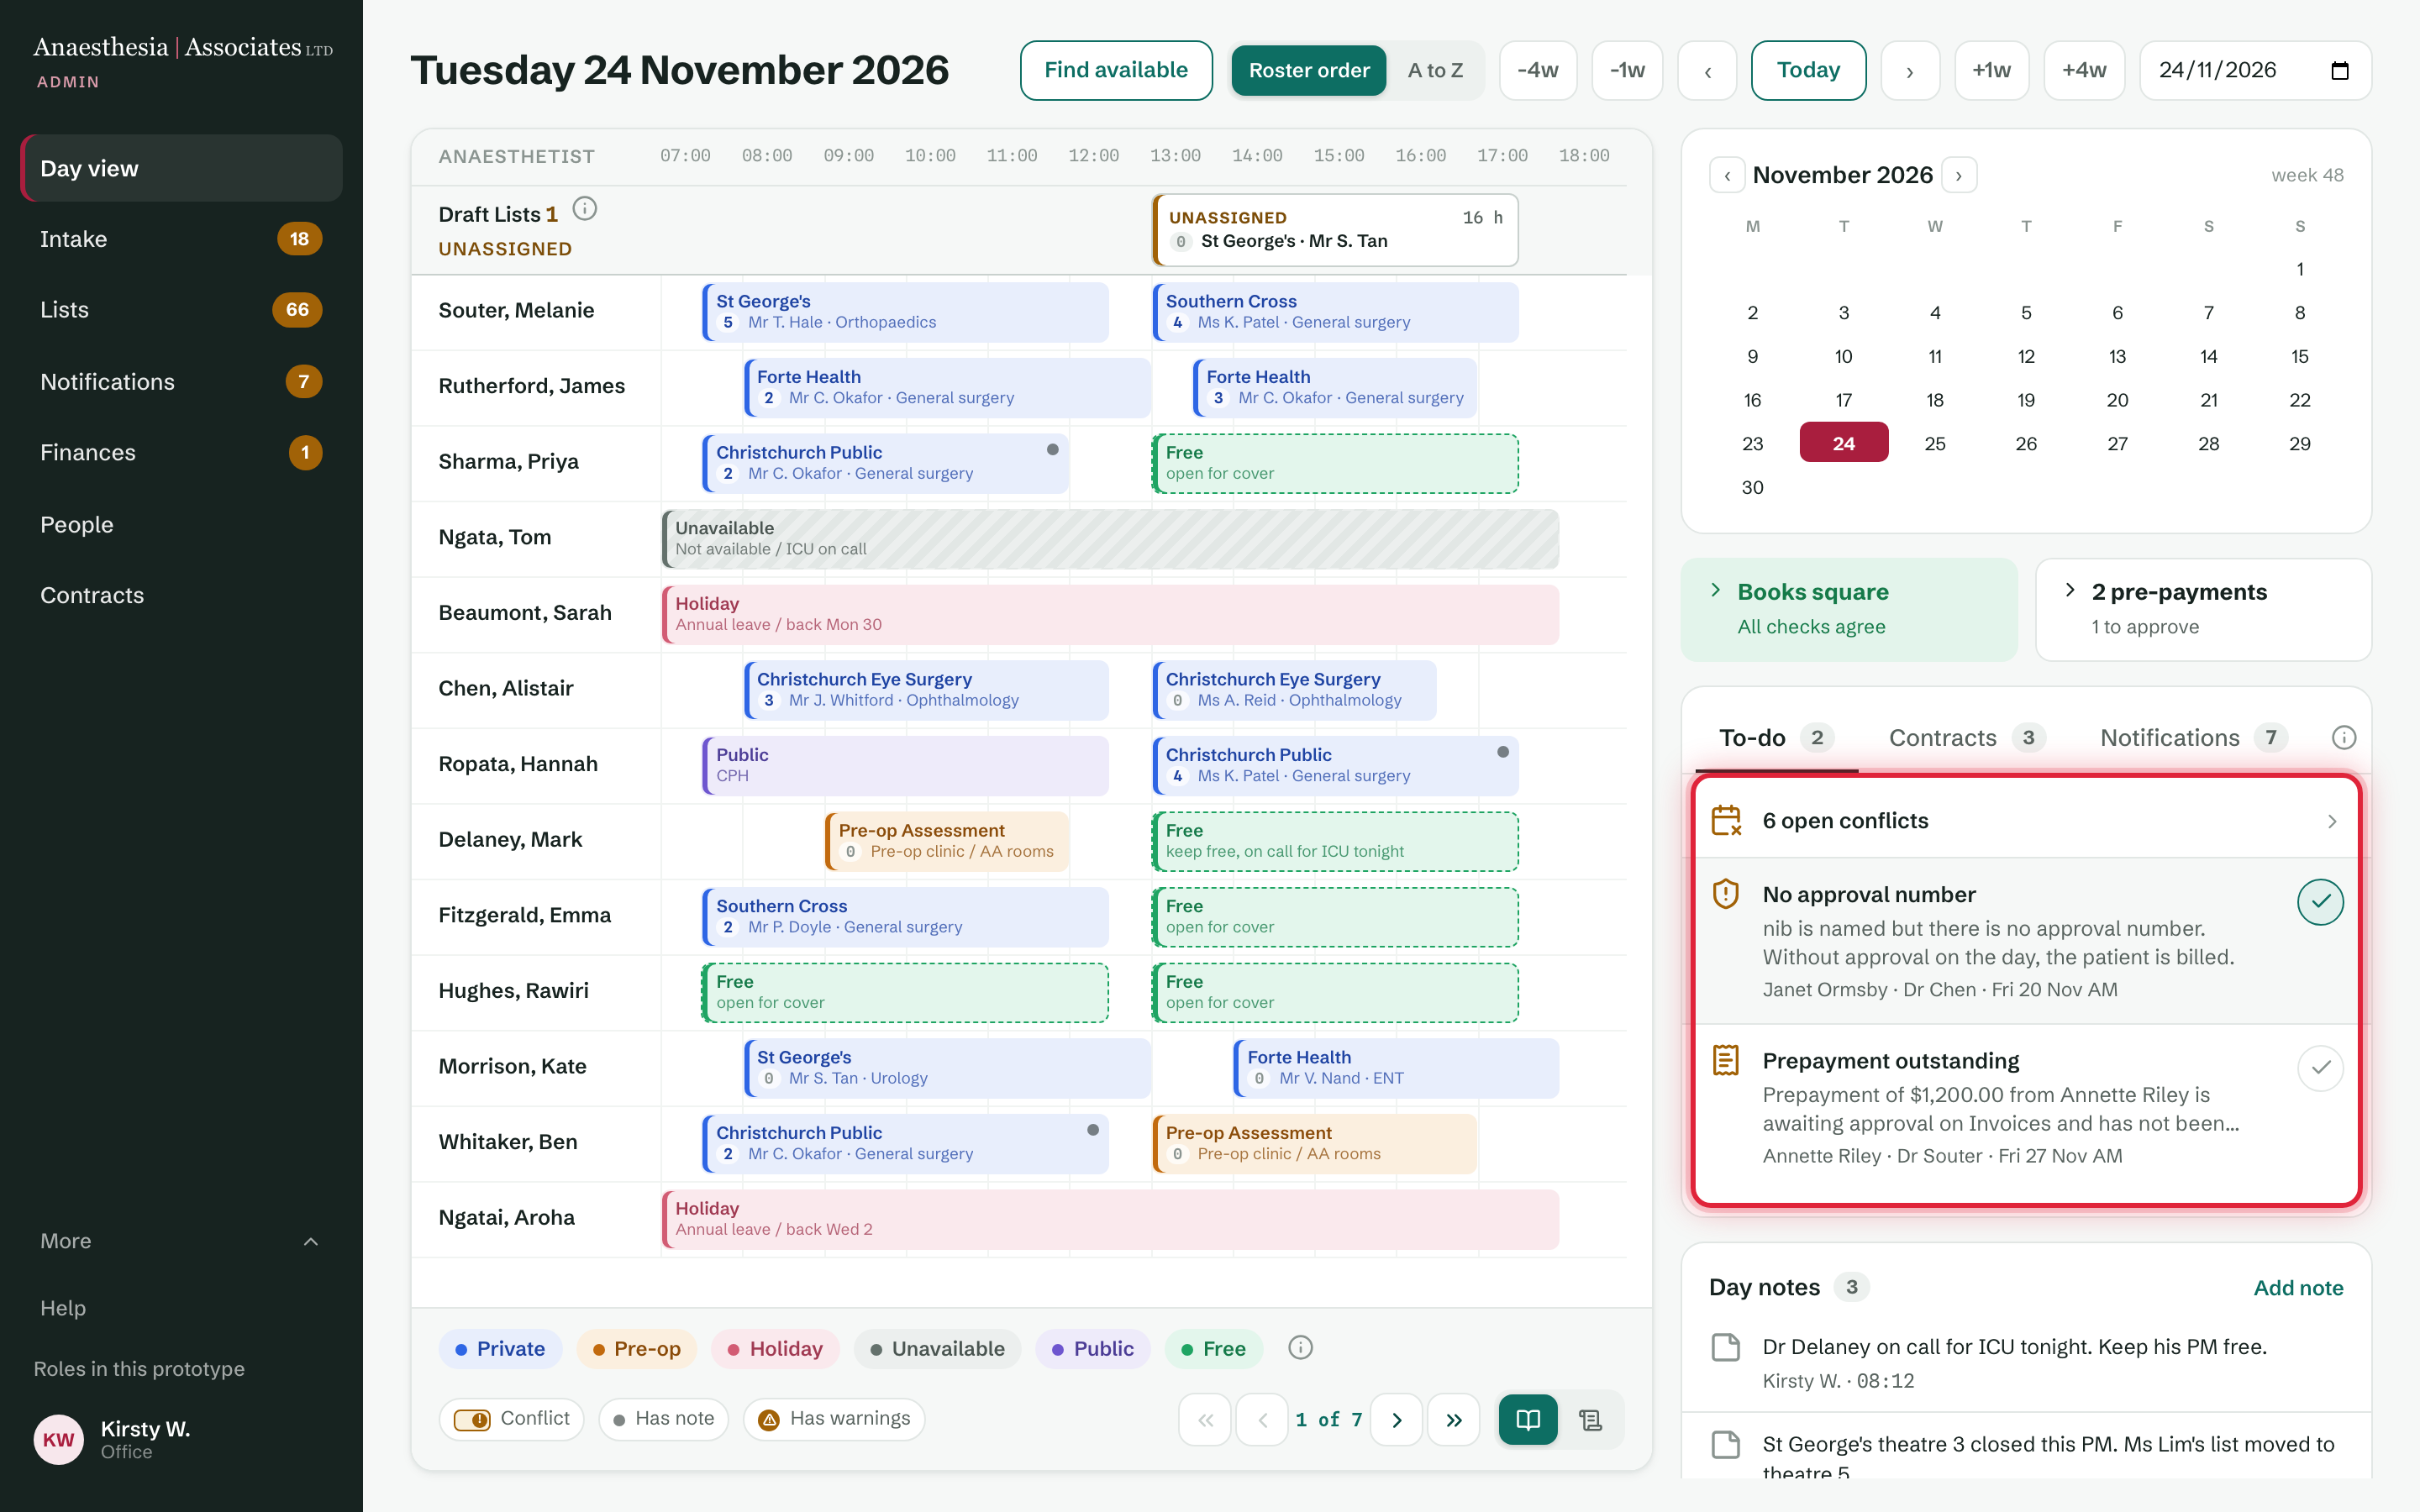 Anaesthesia | Associates LTD
ADMIN
Day view
Intake 18
Lists 66
Notifications 7
Finances 1
People
Contracts
More
Help
Roles in this prototype
KW
Kirsty W.
Office
Tuesday 24 November 2026
Find available
Roster order
A to Z
-4w
-1w
‹
Today
›
+1w
+4w
24/11/2026
ANAESTHETIST 07:00 08:00 09:00 10:00 11:00 12:00 13:00 14:00 15:00 16:00 17:00 18:00
Draft Lists 1
UNASSIGNED
UNASSIGNED 16 h
0 St George's · Mr S. Tan
Souter, Melanie
St George's
5 Mr T. Hale · Orthopaedics
Southern Cross
4 Ms K. Patel · General surgery
Rutherford, James
Forte Health
2 Mr C. Okafor · General surgery
Forte Health
3 Mr C. Okafor · General surgery
Sharma, Priya
Christchurch Public
2 Mr C. Okafor · General surgery
Free
open for cover
Ngata, Tom
Unavailable
Not available / ICU on call
Beaumont, Sarah
Holiday
Annual leave / back Mon 30
Chen, Alistair
Christchurch Eye Surgery
3 Mr J. Whitford · Ophthalmology
Christchurch Eye Surgery
0 Ms A. Reid · Ophthalmology
Ropata, Hannah
Public
CPH
Christchurch Public
4 Ms K. Patel · General surgery
Delaney, Mark
Pre-op Assessment
0 Pre-op clinic / AA rooms
Free
keep free, on call for ICU tonight
Fitzgerald, Emma
Southern Cross
2 Mr P. Doyle · General surgery
Free
open for cover
Hughes, Rawiri
Free
open for cover
Free
open for cover
Morrison, Kate
St George's
0 Mr S. Tan · Urology
Forte Health
0 Mr V. Nand · ENT
Whitaker, Ben
Christchurch Public
2 Mr C. Okafor · General surgery
Pre-op Assessment
0 Pre-op clinic / AA rooms
Ngatai, Aroha
Holiday
Annual leave / back Wed 2
Private
Pre-op
Holiday
Unavailable
Public
Free
Conflict
Has note
Has warnings
« ‹ 1 of 7 › »
‹ November 2026 › week 48
M T W T F S S
1
2 3 4 5 6 7 8
9 10 11 12 13 14 15
16 17 18 19 20 21 22
23 24 25 26 27 28 29
30
Books square
All checks agree
2 pre-payments
1 to approve
To-do 2
Contracts 3
Notifications 7
6 open conflicts
No approval number
nib is named but there is no approval number.
Without approval on the day, the patient is billed.
Janet Ormsby · Dr Chen · Fri 20 Nov AM
Prepayment outstanding
Prepayment of $1,200.00 from Annette Riley is
awaiting approval on Invoices and has not been...
Annette Riley · Dr Souter · Fri 27 Nov AM
Day notes 3
Add note
Dr Delaney on call for ICU tonight. Keep his PM free.
Kirsty W. · 08:12
St George's theatre 3 closed this PM. Ms Lim's list moved to
theatre 5